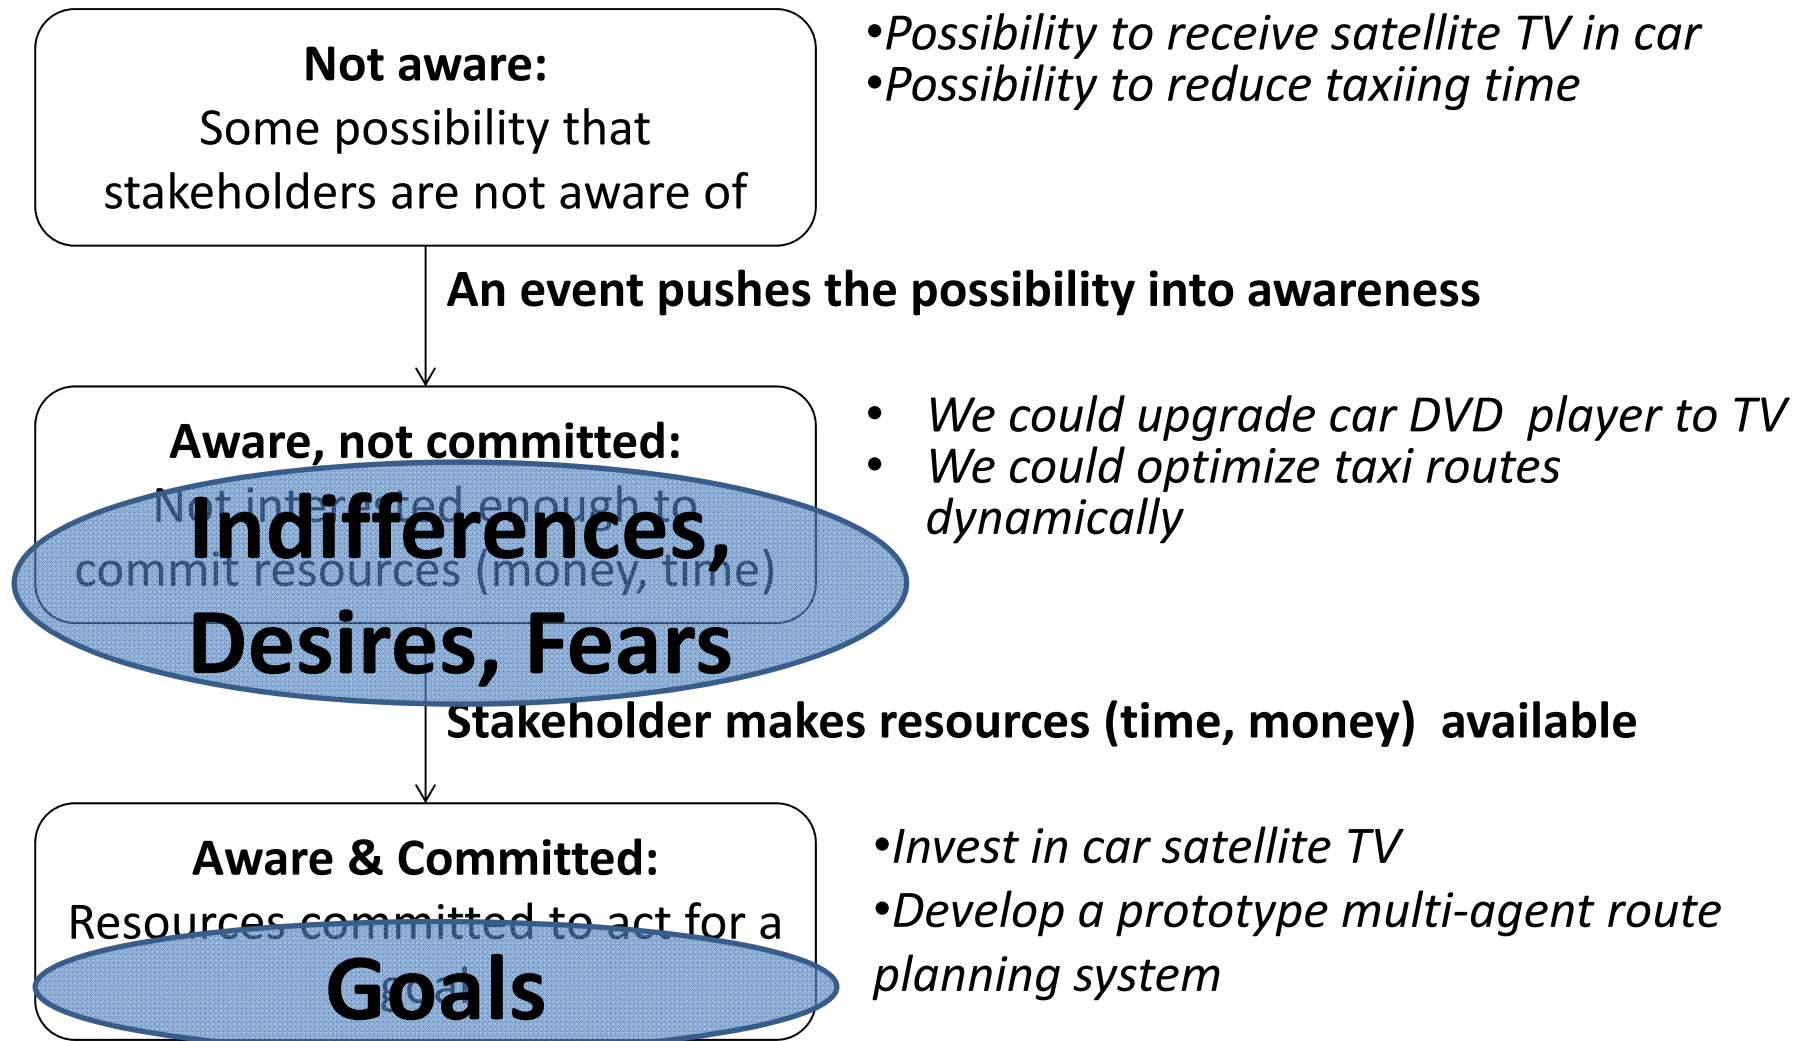 Not aware:
Some possibility that
stakeholders are not aware of
•Possibility to receive satellite TV in car
•Possibility to reduce taxiing time
An event pushes the possibility into awareness
Aware, not committed:
Not interested enough to
commit resources (money, time)
Indifferences,
Desires, Fears
• We could upgrade car DVD  player to TV
• We could optimize taxi routes
dynamically
Stakeholder makes resources (time, money)  available
Aware & Committed:
Resources committed to act for a
goal
Goals
•Invest in car satellite TV
•Develop a prototype multi-agent route
planning system